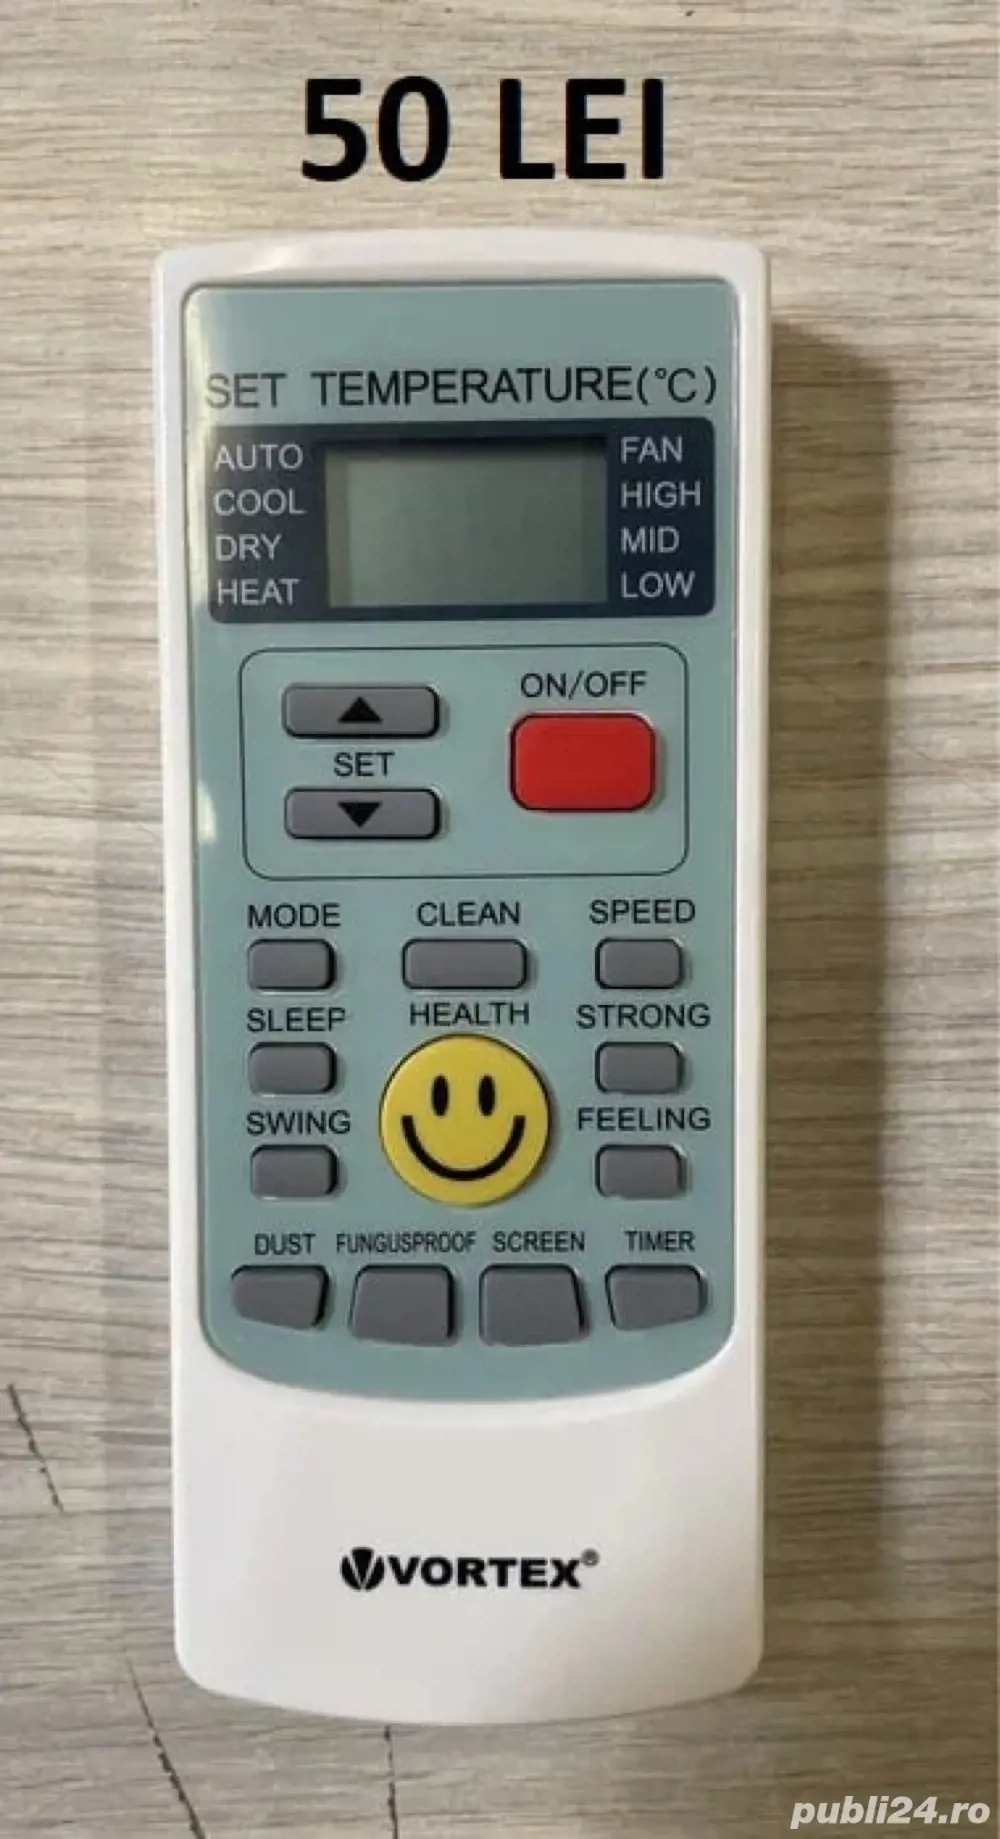 50 LEI
SET TEMPERATURE(°C)
AUTO
COOL
DRY
HEAT
FAN
HIGH
MID
LOW
ON/OFF
SET
MODE CLEAN SPEED
SLEEP HEALTH STRONG
SWING FEELING
DUST FUNGUSPROOF SCREEN TIMER
VORTEX®
publi24.ro